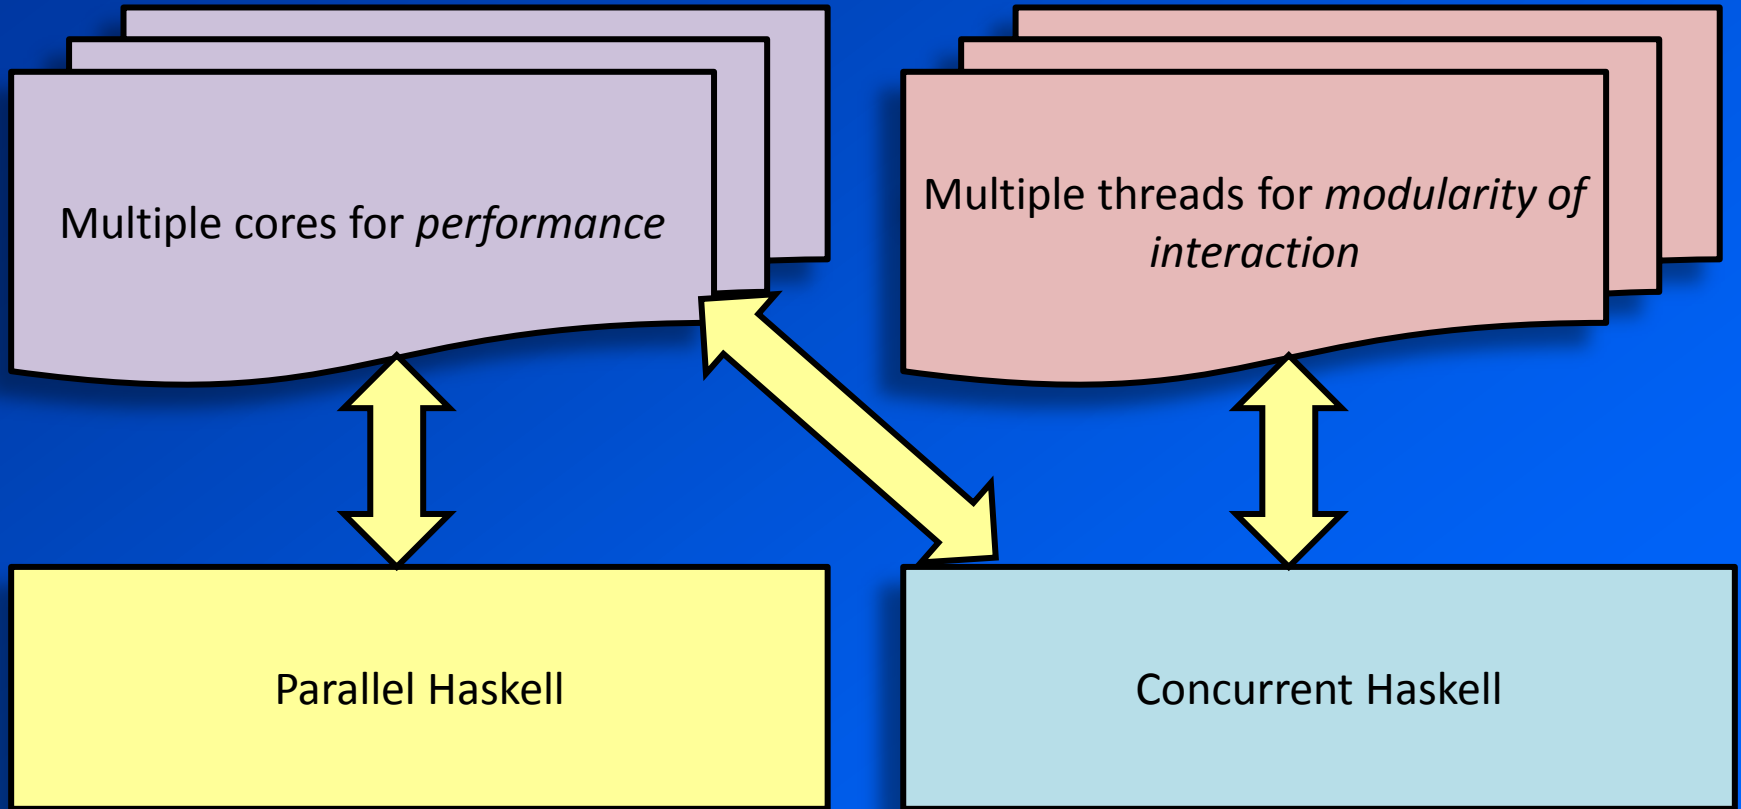 Multiple cores for performance
Multiple threads for modularity of
interaction
Parallel Haskell
Concurrent Haskell